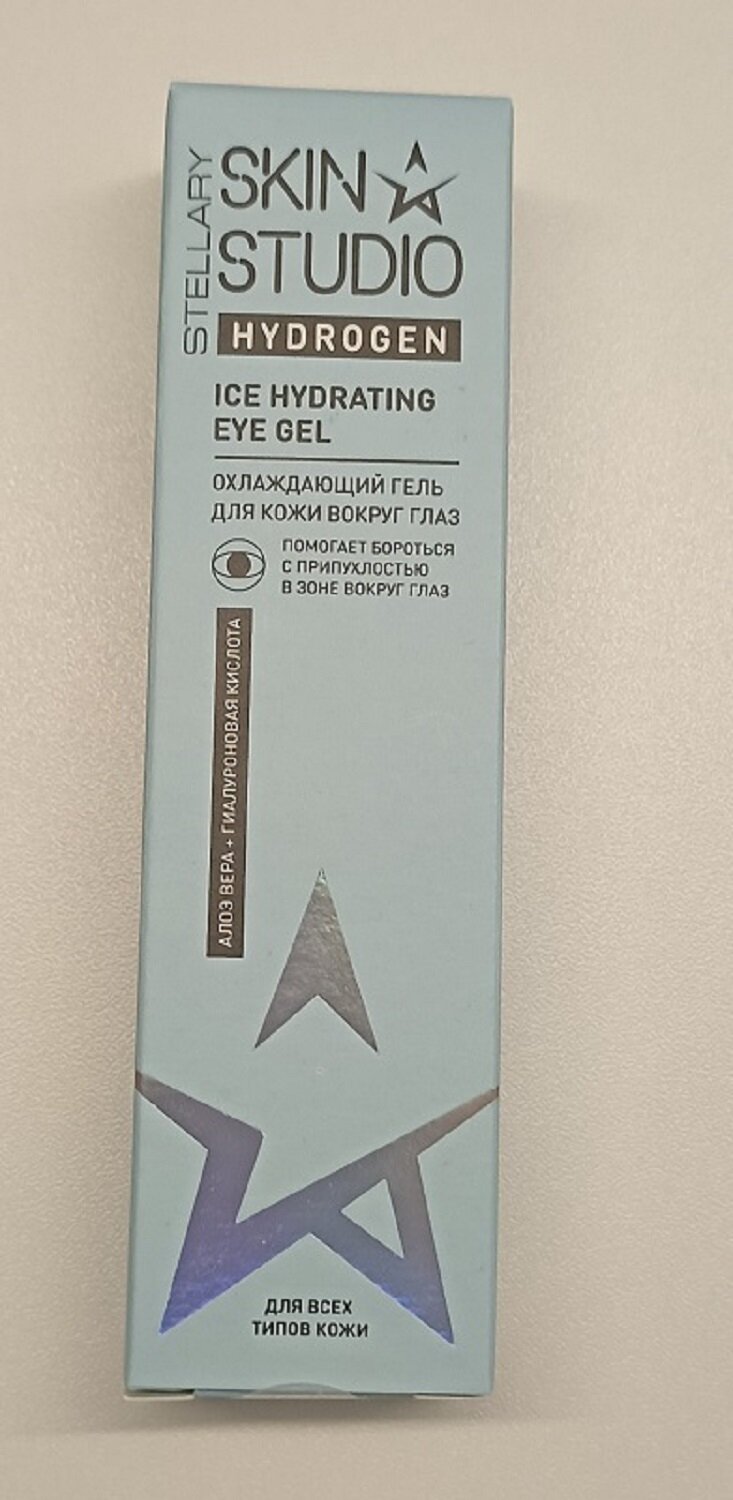 STELLARY
SKIN
STUDIO
HYDROGEN
ICE HYDRATING
EYE GEL
ОХЛАЖДАЮЩИЙ ГЕЛЬ
ДЛЯ КОЖИ ВОКРУГ ГЛАЗ
ПОМОГАЕТ БОРОТЬСЯ
С ПРИПУХЛОСТЬЮ
В ЗОНЕ ВОКРУГ ГЛАЗ
АЛОЭ ВЕРА + ГИАЛУРОНОВАЯ КИСЛОТА
ДЛЯ ВСЕХ
ТИПОВ КОЖИ